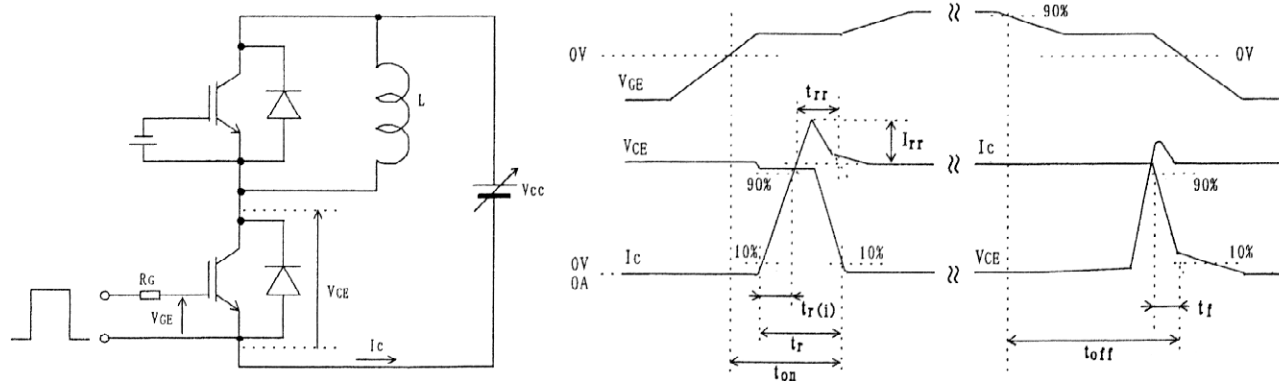 L
Vcc
RG
VGE
VCE
Ic
0V
VGE
90%
0V
trr
Irr
VCE
Ic
90%
90%
10%
10%
10%
0V
0A
Ic
VCE
tr(i)
tf
tr
toff
ton